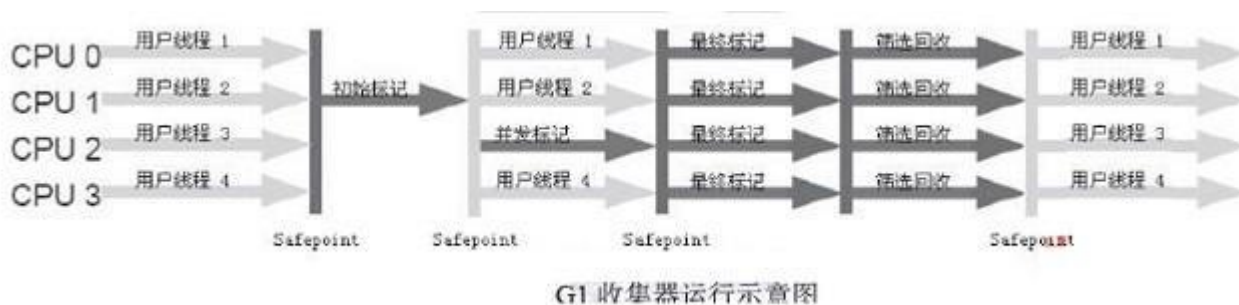 用户线程 1 用户线程 1 最终标记 筛选回收 用户线程 1
CPU 0
用户线程 2 初始标记 用户线程 2 最终标记 筛选回收 用户线程 2
CPU 1
用户线程 3 并发标记 最终标记 筛选回收 用户线程 3
CPU 2
用户线程 4 用户线程 4 最终标记 筛选回收 用户线程 4
CPU 3
Safepoint Safepoint Safepoint Safepoint
G1 收集器运行示意图